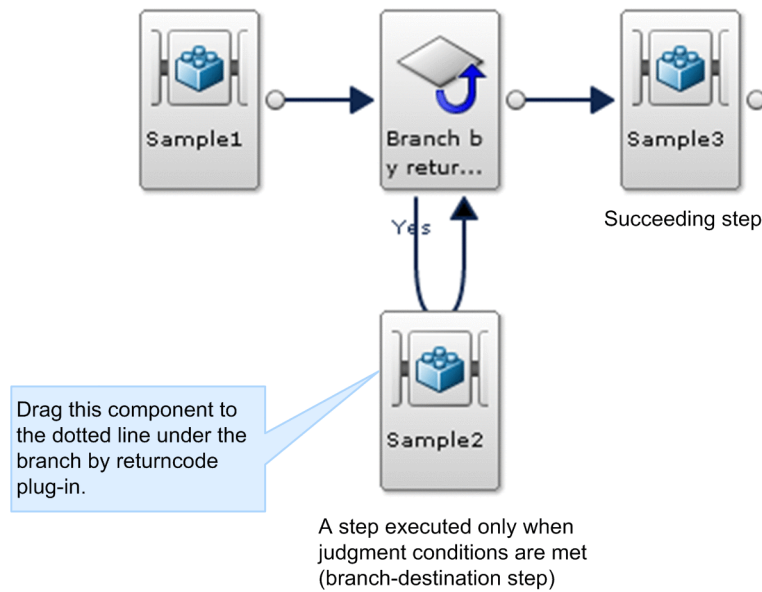 Sample1
Branch b
y retur...
Sample3
Succeeding step
Yes
Sample2
Drag this component to
the dotted line under the
branch by returncode
plug-in.
A step executed only when
judgment conditions are met
(branch-destination step)